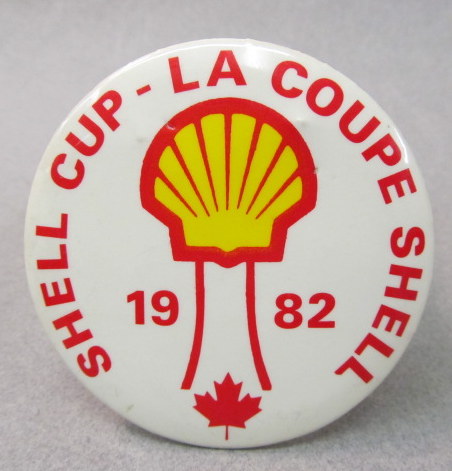 SHELL CUP - LA COUPE SHELL
19 82